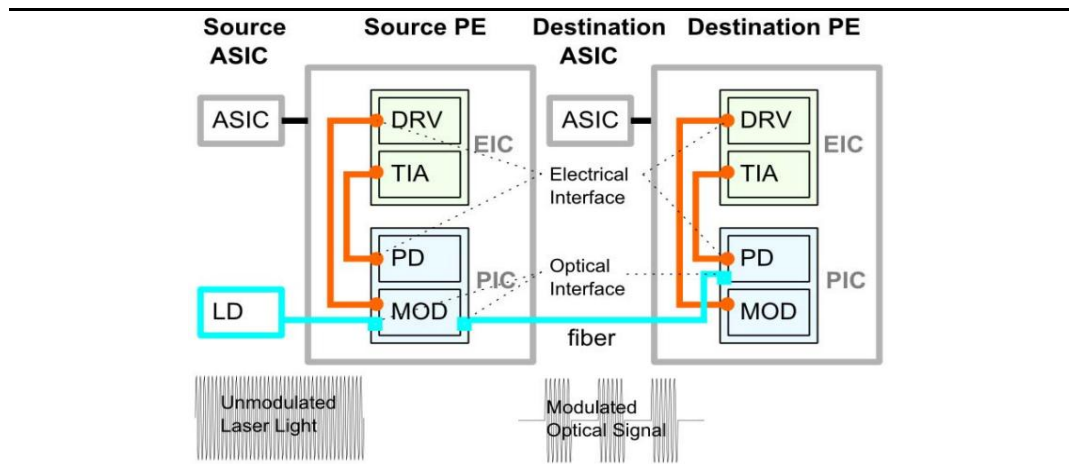 Source
ASIC
Source PE
Destination
ASIC
Destination PE
ASIC
DRV
EIC
TIA
PD
PIC
MOD
LD
Electrical
Interface
Optical
Interface
fiber
ASIC
DRV
EIC
TIA
PD
PIC
MOD
Unmodulated
Laser Light
Modulated
Optical Signal